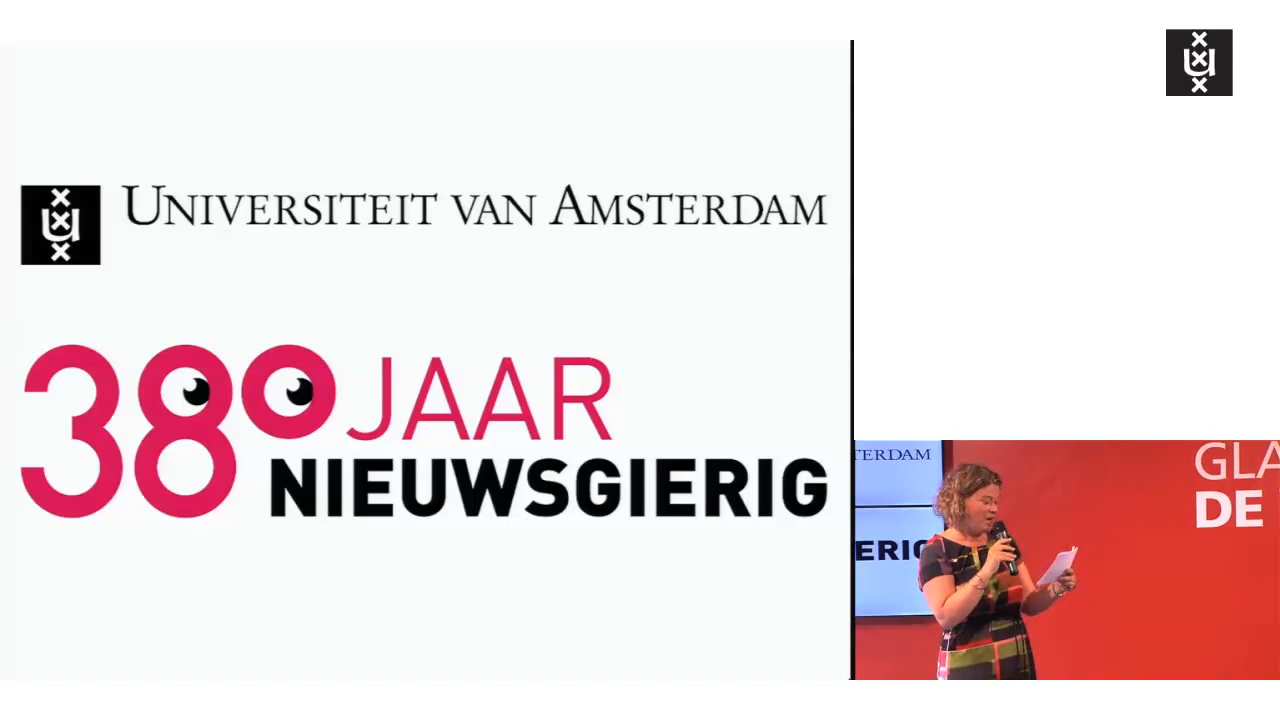 UNIVERSITEIT VAN AMSTERDAM
380 JAAR
NIEUWSGIERIG
TERDAM
ERIG
GLA
DE